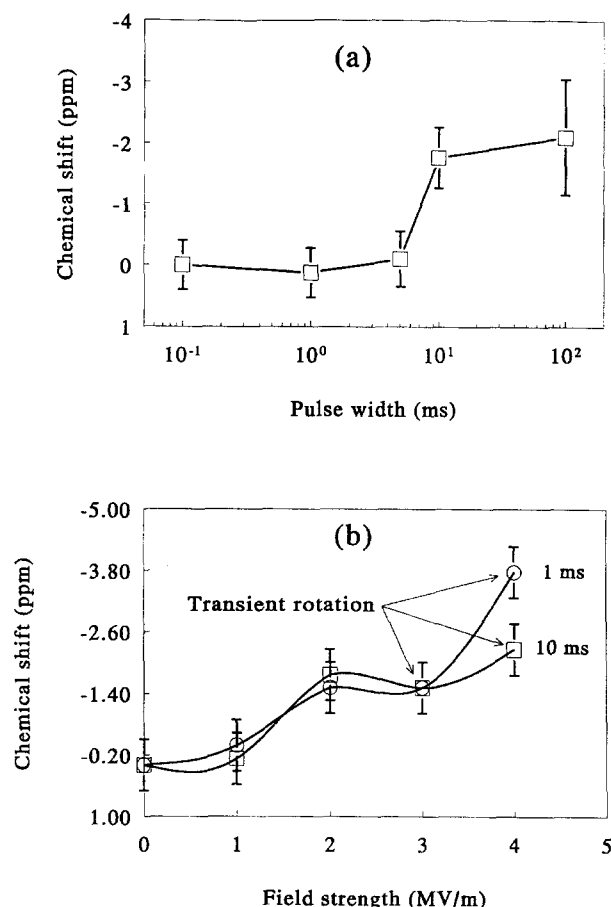 -4
(a)
-3
-2
-1
0
1
Chemical shift (ppm)
10⁻¹ 10⁰ 10¹ 10²
Pulse width (ms)
-5.00
(b)
-3.80
1 ms
Transient rotation
-2.60
10 ms
-1.40
-0.20
1.00
Chemical shift (ppm)
0 1 2 3 4 5
Field strength (MV/m)